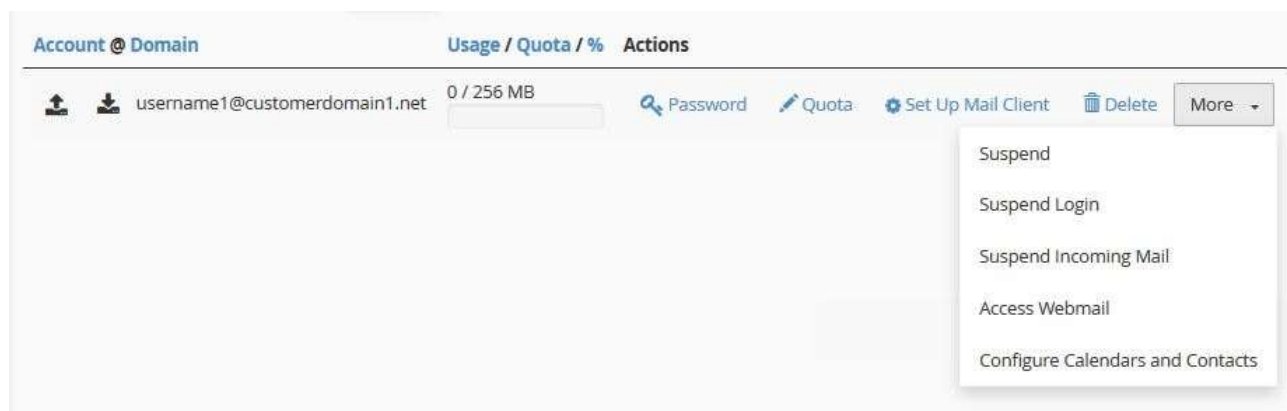 Account @ Domain Usage / Quota / % Actions
username1@customerdomain1.net 0 / 256 MB Password Quota Set Up Mail Client Delete More
Suspend
Suspend Login
Suspend Incoming Mail
Access Webmail
Configure Calendars and Contacts